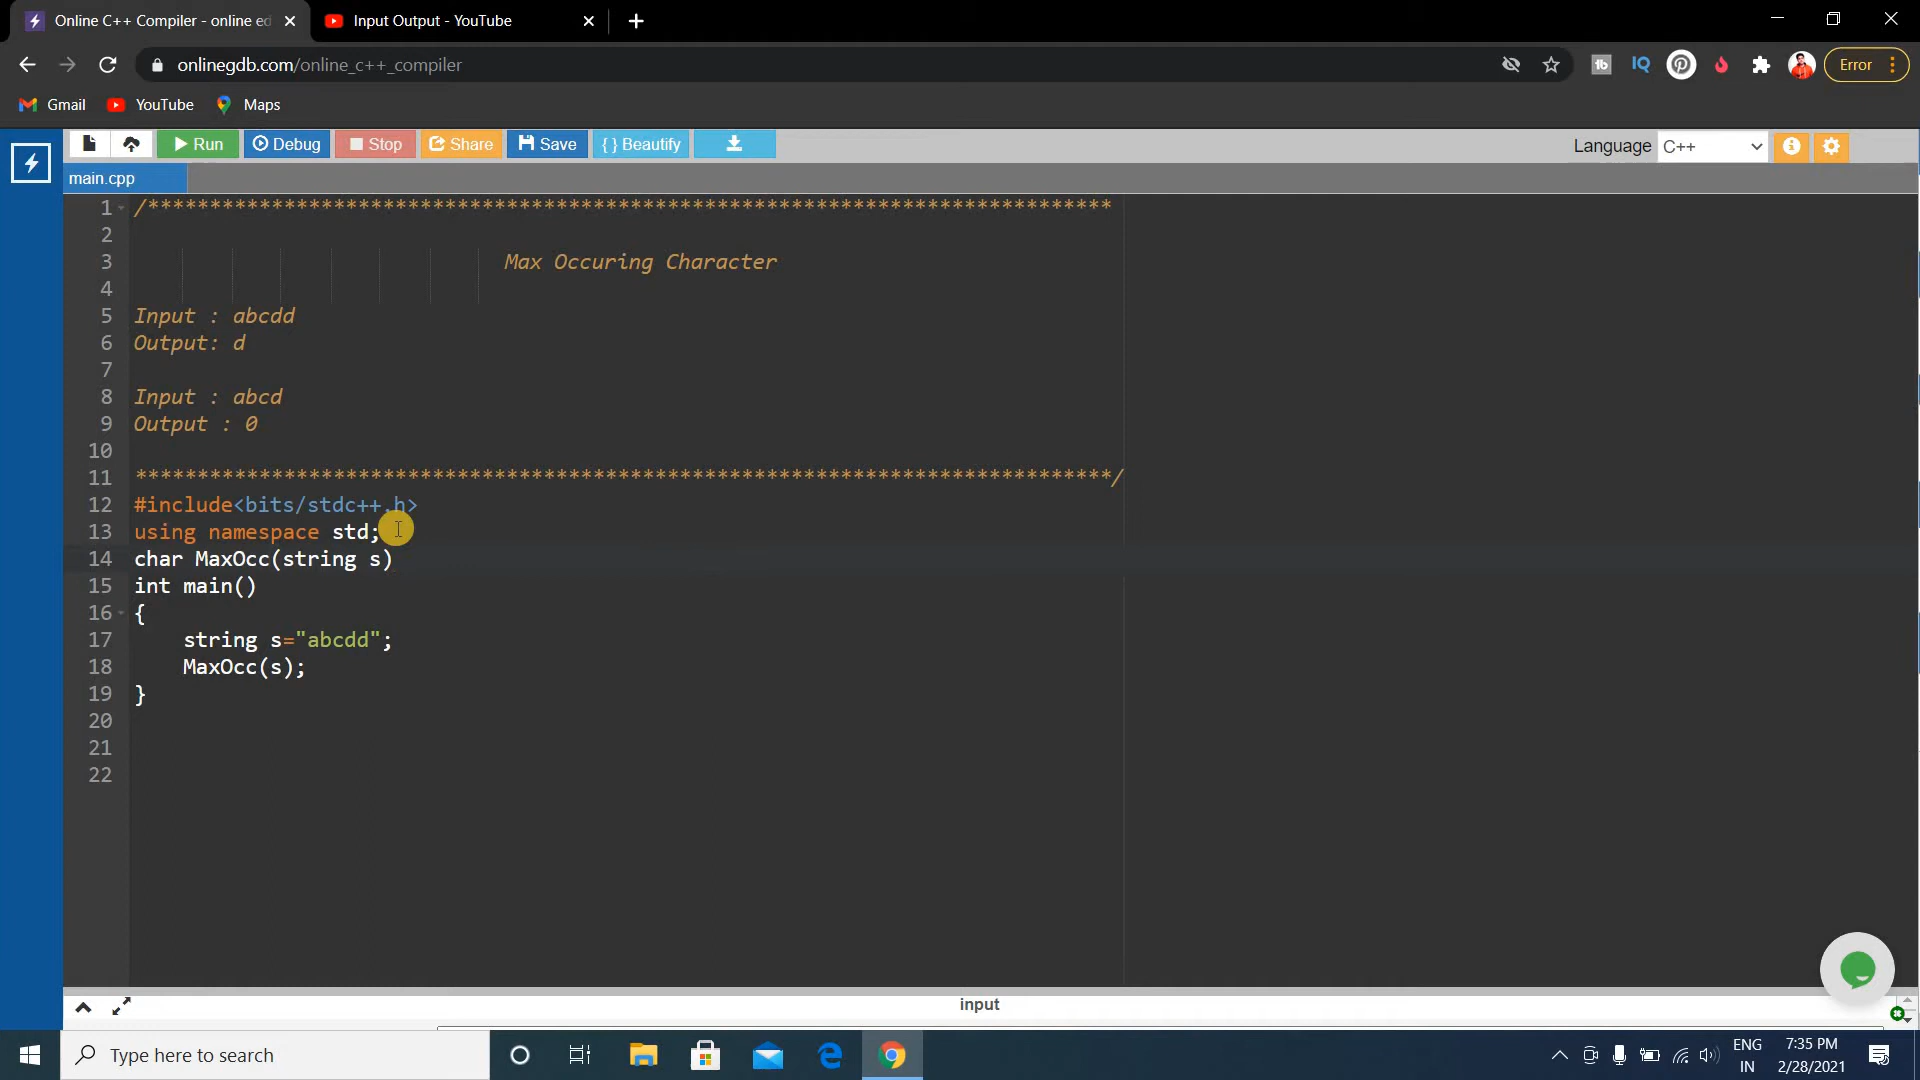 Online C++ Compiler - online ed
Input Output - YouTube
onlinegdb.com/online_c++_compiler
Error
Gmail
YouTube
Maps
Run
Debug
Stop
Share
Save
{ } Beautify
Language
C++
main.cpp
1 /******************************************************************************
2
3 Max Occuring Character
4
5 Input : abcdd
6 Output: d
7
8 Input : abcd
9 Output : 0
10
11 *******************************************************************************/
12 #include<bits/stdc++.h>
13 using namespace std;
14 char MaxOcc(string s)
15 int main()
16 {
17 string s="abcdd";
18 MaxOcc(s);
19 }
20
21
22
input
Type here to search
ENG
IN
7:35 PM
2/28/2021